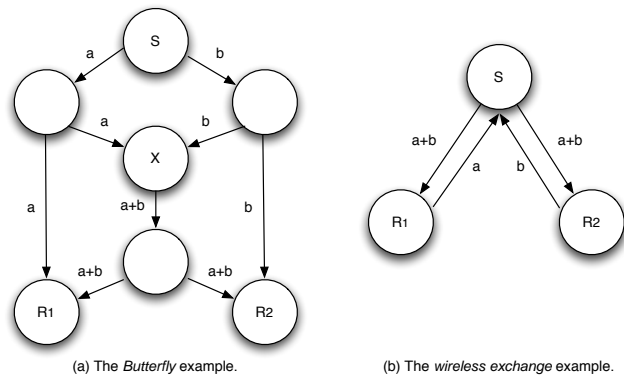 S
a
b
a
b
X
a
a+b
b
a+b
a+b
R1
R2
(a) The Butterfly example.
S
a+b
a
b
a+b
R1
R2
(b) The wireless exchange example.